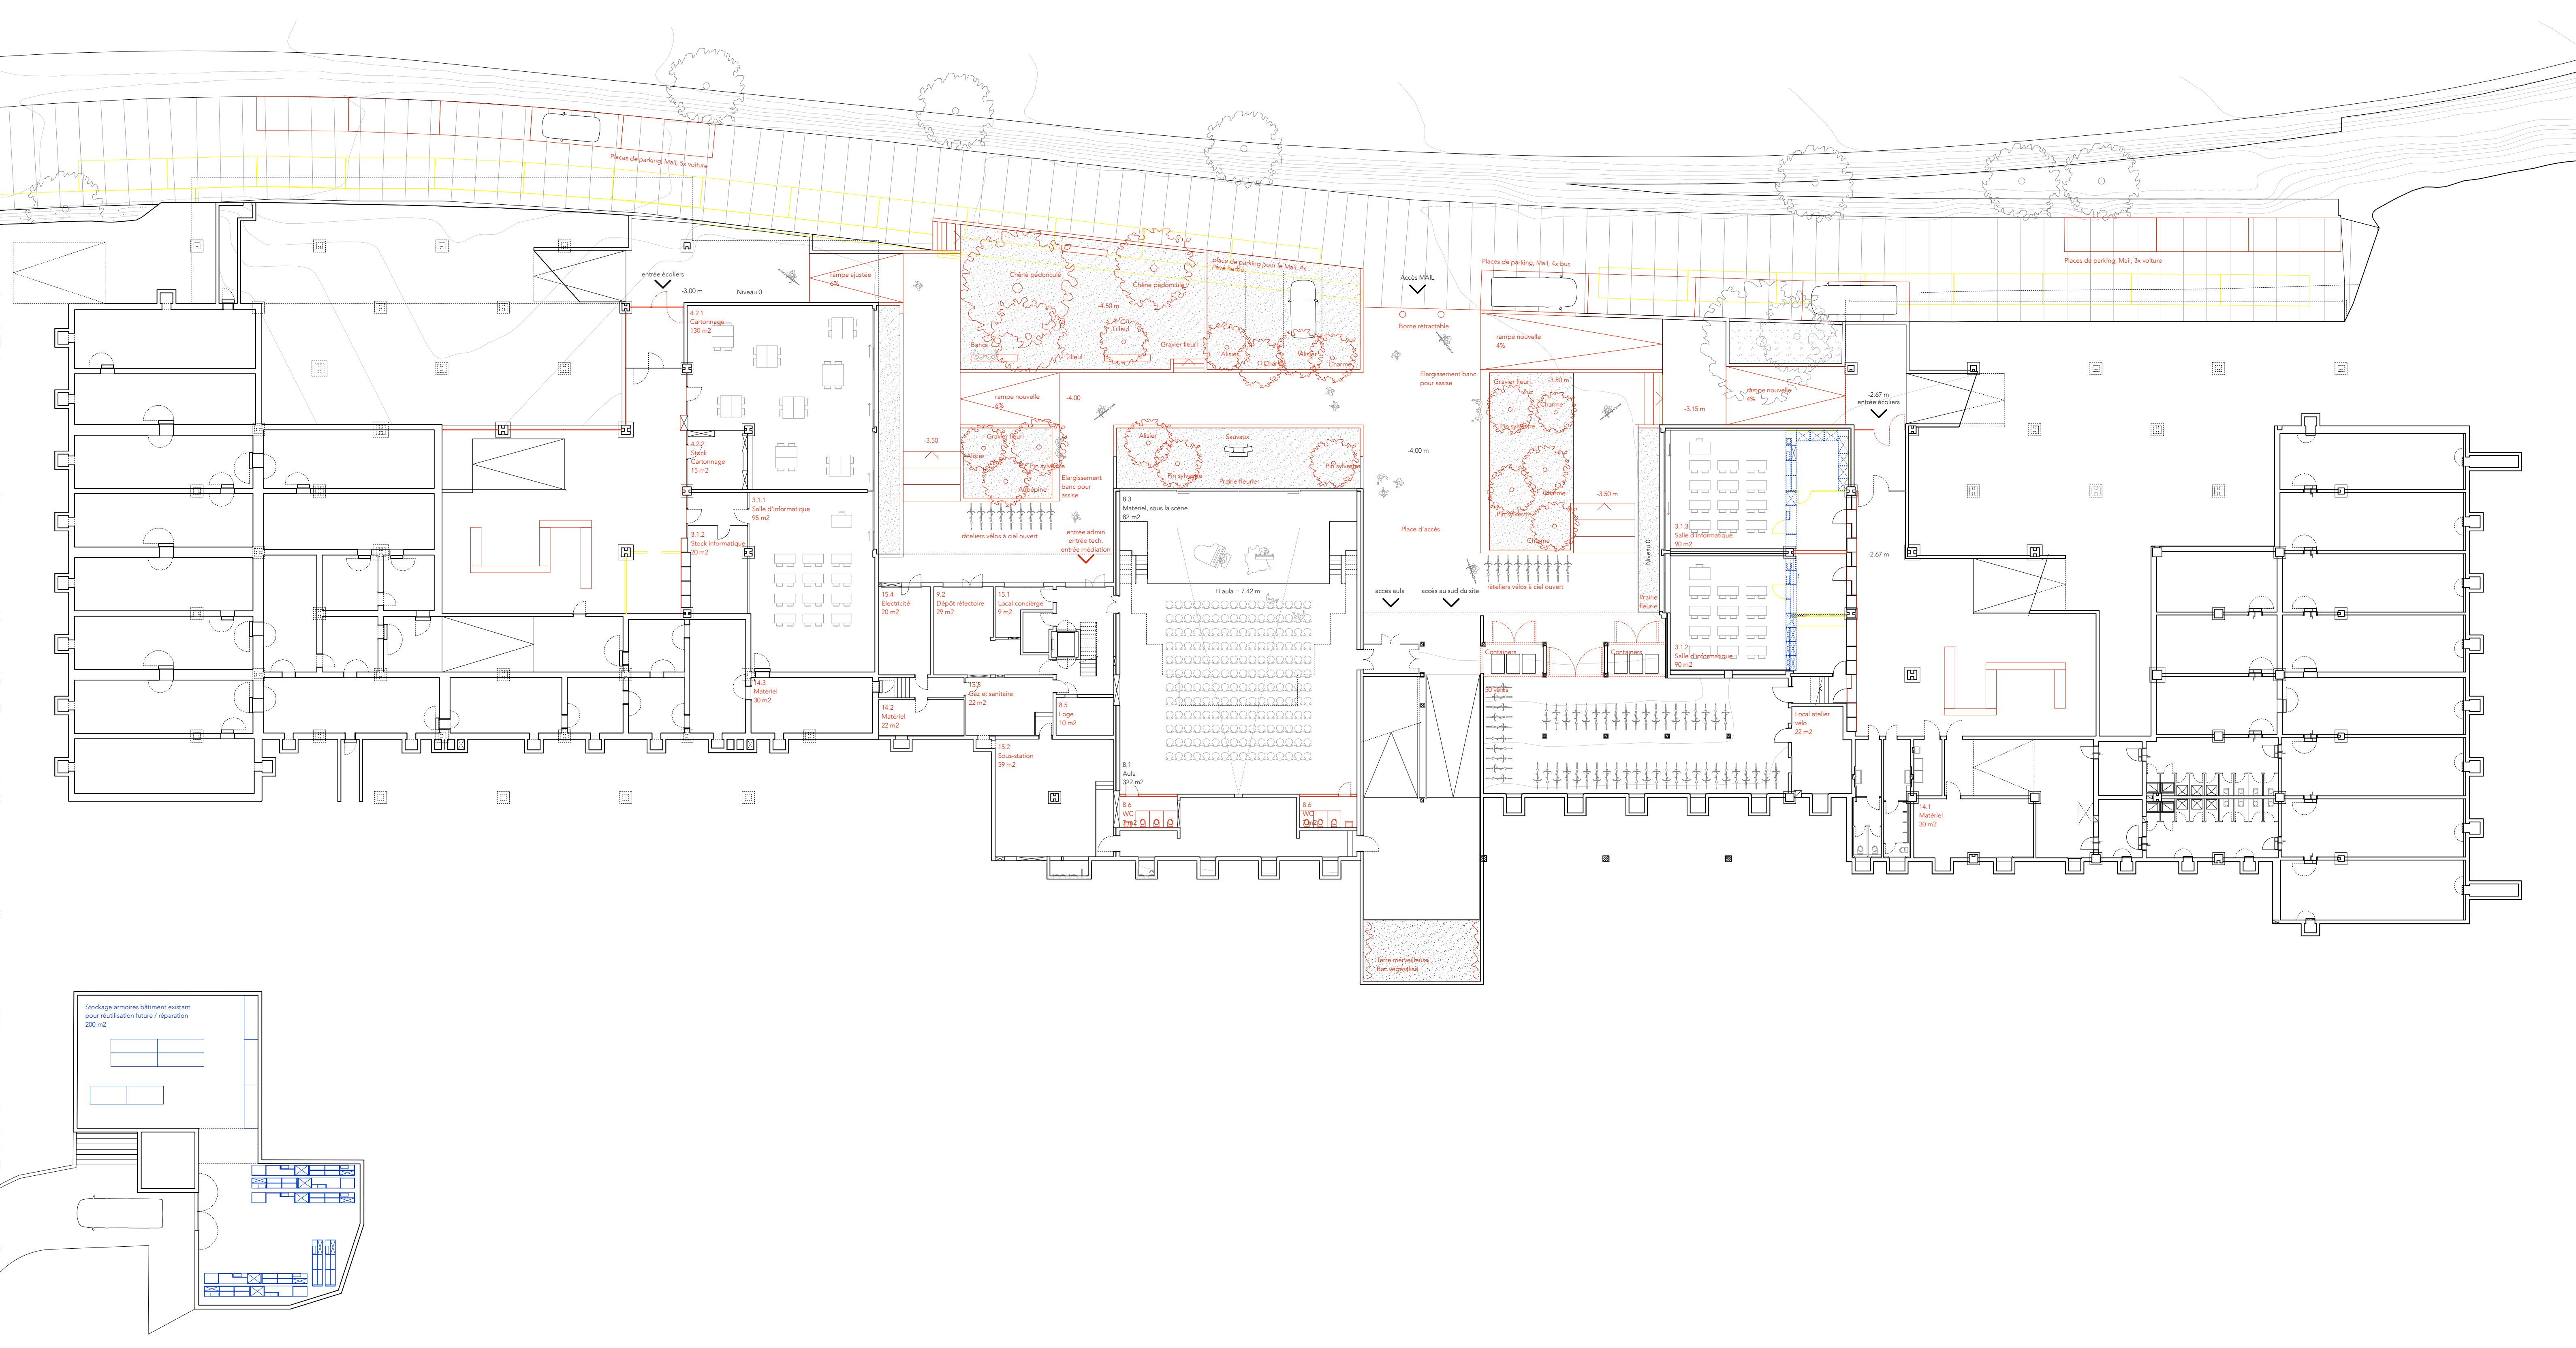 Places de parking, Mail, 5x voiture
entrée écoliers
-3.00 m
Niveau 0
rampe ajustée
6%
Chêne pédonculé
Chêne pédonculé
-4.50 m
Tilleul
Bancs
Tilleul
Gravier fleuri
place de parking pour le Mail, 4x
Pavé herbe
Alisier
Charme
Alisier
Charme
Accès MAIL
Borne rétractable
Places de parking, Mail, 4x bus
Places de parking, Mail, 3x voiture
rampe nouvelle
4%
Elargissement banc
pour assise
rampe nouvelle
4%
-3.15 m
-2.67 m
entrée écoliers
4.2.1
Cartonnage
130 m2
4.2.2
Stock
Cartonnage
15 m2
3.1.1
Salle d'informatique
95 m2
3.1.2
Stock informatique
20 m2
rampe nouvelle
6%
-4.00
-3.50
Gravier fleuri
Alisier
Pin sylvestre
Aubépine
Elargissement
banc pour
assise
râteliers vélos à ciel ouvert
entrée admin
entrée tech.
entrée médiation
Alisier
Pin sylvestre
Sauvaux
Prairie fleurie
Pin sylvestre
8.3
Matériel, sous la scène
82 m2
H aula = 7.42 m
-4.00 m
Place d'accès
Gravier fleuri
-3.50 m
Charme
Pin sylvestre
Charme
Pin sylvestre
Charme
-3.50 m
râteliers vélos à ciel ouvert
Niveau 0
Prairie
fleurie
3.1.3
Salle d'informatique
90 m2
-2.67 m
3.1.2
Salle d'informatique
90 m2
accès aula
accès au sud du site
Containers
Containers
50 vélos
Local atelier
vélo
22 m2
15.4
Electricité
20 m2
9.2
Dépôt réfectoire
29 m2
15.1
Local concièrge
9 m2
14.3
Matériel
30 m2
14.2
Matériel
22 m2
15.3
Gaz et sanitaire
22 m2
8.5
Loge
10 m2
15.2
Sous-station
59 m2
8.1
Aula
322 m2
8.6
WC
8.6
WC
14.1
Matériel
30 m2
Terre merveilleuse
Bac végétalisé
Stockage armoires bâtiment existant
pour réutilisation future / réparation
200 m2